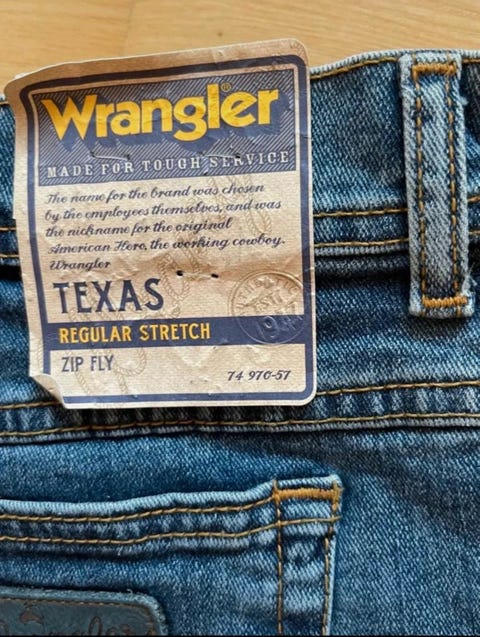 Wrangler®
MADE FOR TOUGH SERVICE
The name for the brand was chosen
by the employees themselves, and was
the nickname for the original
American Hero, the working cowboy.
Wrangler
TEXAS
REGULAR STRETCH
ZIP FLY
74 976-57